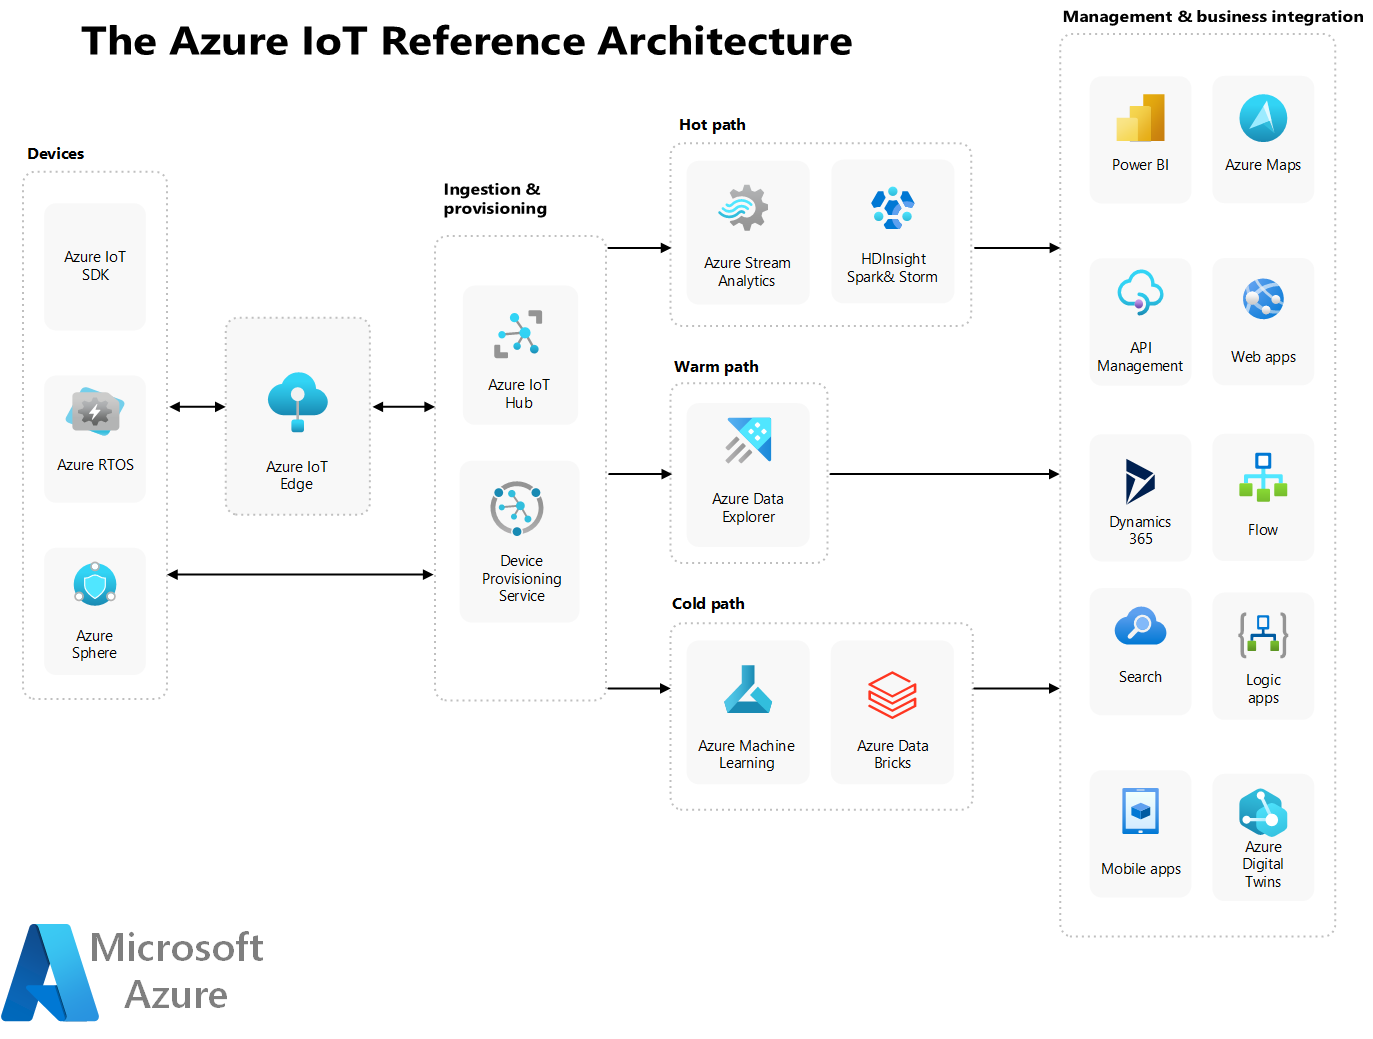 The Azure IoT Reference Architecture
Management & business integration
Devices
Azure IoT
SDK
Azure RTOS
Azure
Sphere
Azure IoT
Edge
Ingestion &
provisioning
Azure IoT
Hub
Device
Provisioning
Service
Hot path
Azure Stream
Analytics
HDInsight
Spark& Storm
Warm path
Azure Data
Explorer
Cold path
Azure Machine
Learning
Azure Data
Bricks
Power BI
Azure Maps
API
Management
Web apps
Dynamics
365
Flow
Search
Logic
apps
Mobile apps
Azure
Digital
Twins
Microsoft
Azure